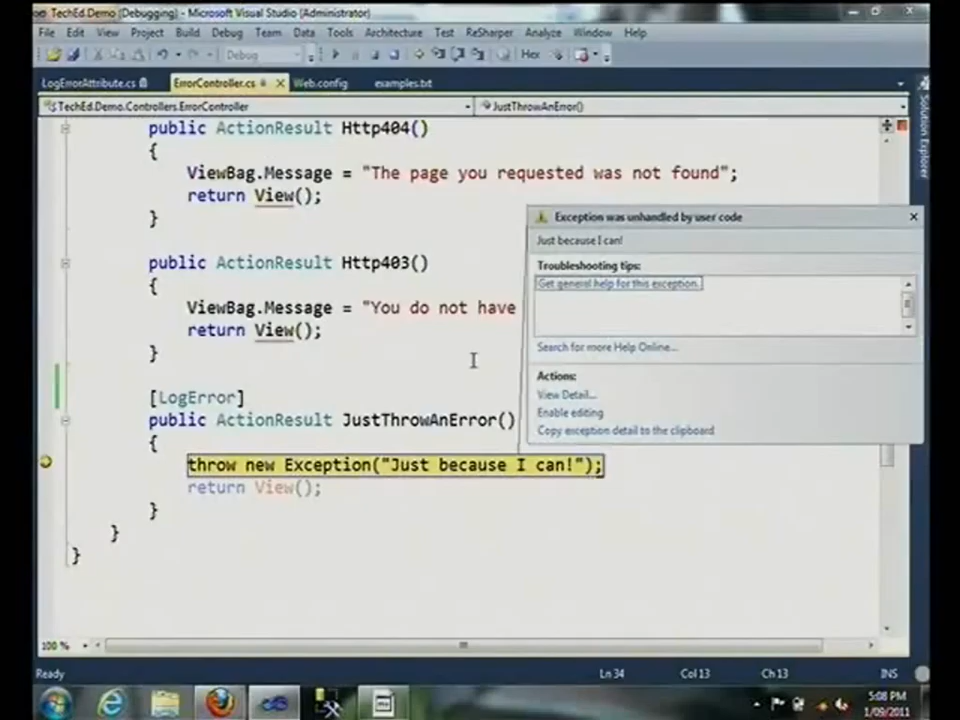 TechEd.Demo (Debugging) - Microsoft Visual Studio (Administrator)
File Edit View Project Build Debug Team Data Tools Architecture Test ReSharper Analyze Window Help
Debug Hex
LogErrorAttribute.cs ErrorController.cs Web.config examples.txt
TechEd.Demo.Controllers.ErrorController JustThrowAnError()
Solution Explorer
public ActionResult Http404()
{
ViewBag.Message = "The page you requested was not found";
return View();
}
public ActionResult Http403()
{
ViewBag.Message = "You do not have
return View();
}
[LogError]
public ActionResult JustThrowAnError()
{
throw new Exception("Just because I can!");
return View();
}
}
}
Exception was unhandled by user code
Just because I can!
Troubleshooting tips:
Get general help for this exception.
Search for more Help Online...
Actions:
View Detail...
Enable editing
Copy exception detail to the clipboard
100 %
Ready Ln 34 Col 13 Ch 13 INS
5:08 PM
1/09/2011